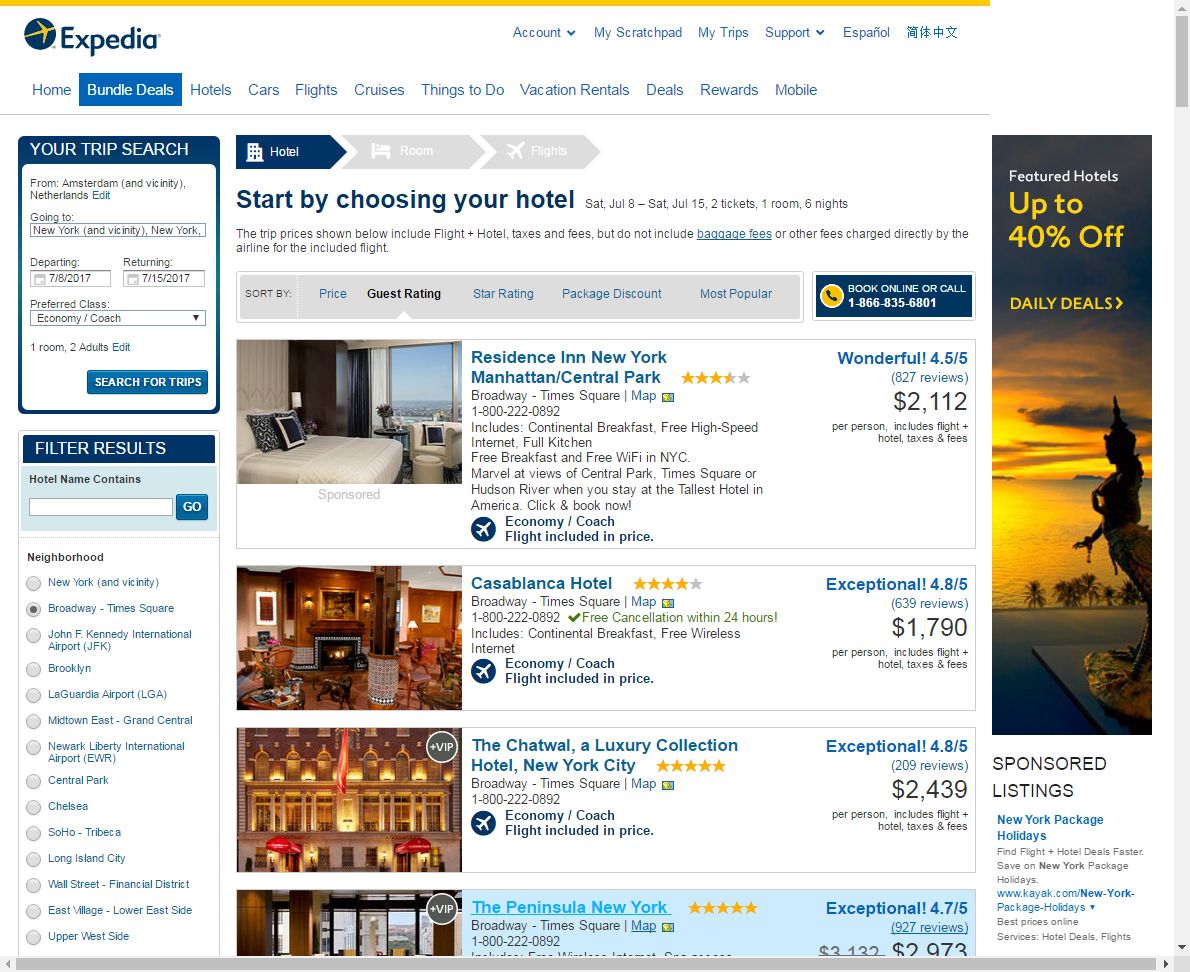 Expedia
Account
My Scratchpad
My Trips
Support
Español
简体中文
Home
Bundle Deals
Hotels
Cars
Flights
Cruises
Things to Do
Vacation Rentals
Deals
Rewards
Mobile
YOUR TRIP SEARCH
From: Amsterdam (and vicinity),
Netherlands Edit
Going to:
New York (and vicinity), New York,
Departing:
Returning:
7/8/2017
7/15/2017
Preferred Class:
Economy / Coach
1 room, 2 Adults Edit
SEARCH FOR TRIPS
FILTER RESULTS
Hotel Name Contains
GO
Neighborhood
New York (and vicinity)
Broadway - Times Square
John F. Kennedy International
Airport (JFK)
Brooklyn
LaGuardia Airport (LGA)
Midtown East - Grand Central
Newark Liberty International
Airport (EWR)
Central Park
Chelsea
SoHo - Tribeca
Long Island City
Wall Street - Financial District
East Village - Lower East Side
Upper West Side
Hotel
Room
Flights
Start by choosing your hotel Sat, Jul 8 – Sat, Jul 15, 2 tickets, 1 room, 6 nights
The trip prices shown below include Flight + Hotel, taxes and fees, but do not include baggage fees or other fees charged directly by the
airline for the included flight.
SORT BY:
Price
Guest Rating
Star Rating
Package Discount
Most Popular
BOOK ONLINE OR CALL
1-866-835-6801
Sponsored
Residence Inn New York
Manhattan/Central Park
Broadway - Times Square | Map
1-800-222-0892
Includes: Continental Breakfast, Free High-Speed
Internet, Full Kitchen
Free Breakfast and Free WiFi in NYC.
Marvel at views of Central Park, Times Square or
Hudson River when you stay at the Tallest Hotel in
America. Click & book now!
Economy / Coach
Flight included in price.
Wonderful! 4.5/5
(827 reviews)
$2,112
per person, includes flight +
hotel, taxes & fees
Casablanca Hotel
Broadway - Times Square | Map
1-800-222-0892 Free Cancellation within 24 hours!
Includes: Continental Breakfast, Free Wireless
Internet
Economy / Coach
Flight included in price.
Exceptional! 4.8/5
(639 reviews)
$1,790
per person, includes flight +
hotel, taxes & fees
+VIP
The Chatwal, a Luxury Collection
Hotel, New York City
Broadway - Times Square | Map
1-800-222-0892
Economy / Coach
Flight included in price.
Exceptional! 4.8/5
(209 reviews)
$2,439
per person, includes flight +
hotel, taxes & fees
+VIP
The Peninsula New York
Broadway - Times Square | Map
1-800-222-0892
Includes: Free Wireless Internet, Spa access
Exceptional! 4.7/5
(927 reviews)
$3,132 $2,973
Featured Hotels
Up to
40% Off
DAILY DEALS
SPONSORED
LISTINGS
New York Package
Holidays
Find Flight + Hotel Deals Faster.
Save on New York Package
Holidays.
www.kayak.com/New-York-
Package-Holidays
Best prices online
Services: Hotel Deals, Flights